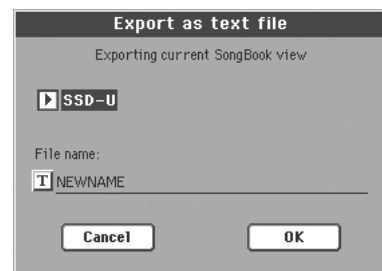 Export as text file
Exporting current SongBook view
SSD-U
File name:
T NEWNAME
Cancel OK